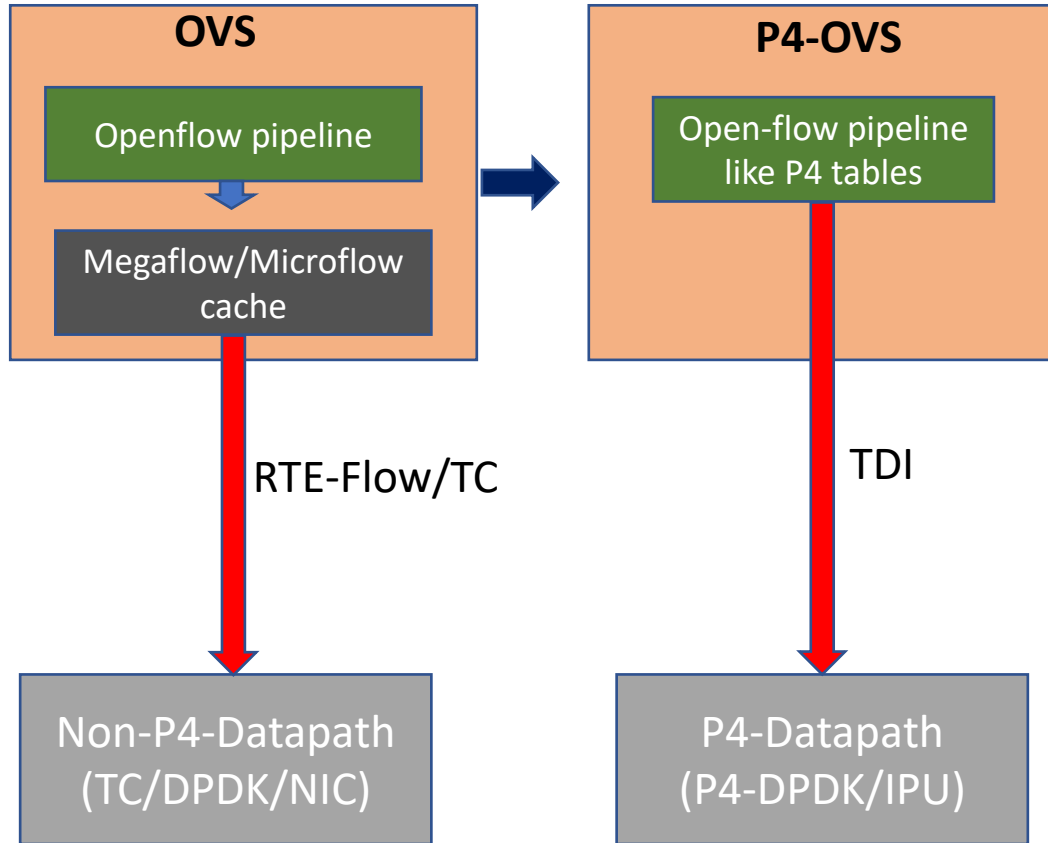 OVS
Openflow pipeline
Megaflow/Microflow
cache
RTE-Flow/TC
Non-P4-Datapath
(TC/DPDK/NIC)
P4-OVS
Open-flow pipeline
like P4 tables
TDI
P4-Datapath
(P4-DPDK/IPU)